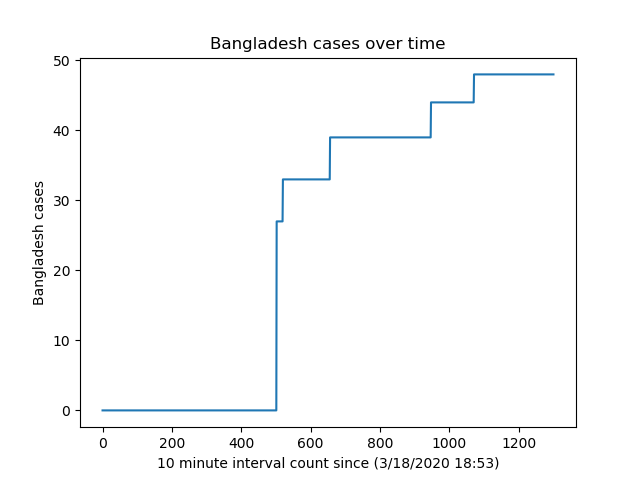 Bangladesh cases over time
50
40
30
20
10
0
Bangladesh cases
0 200 400 600 800 1000 1200
10 minute interval count since (3/18/2020 18:53)